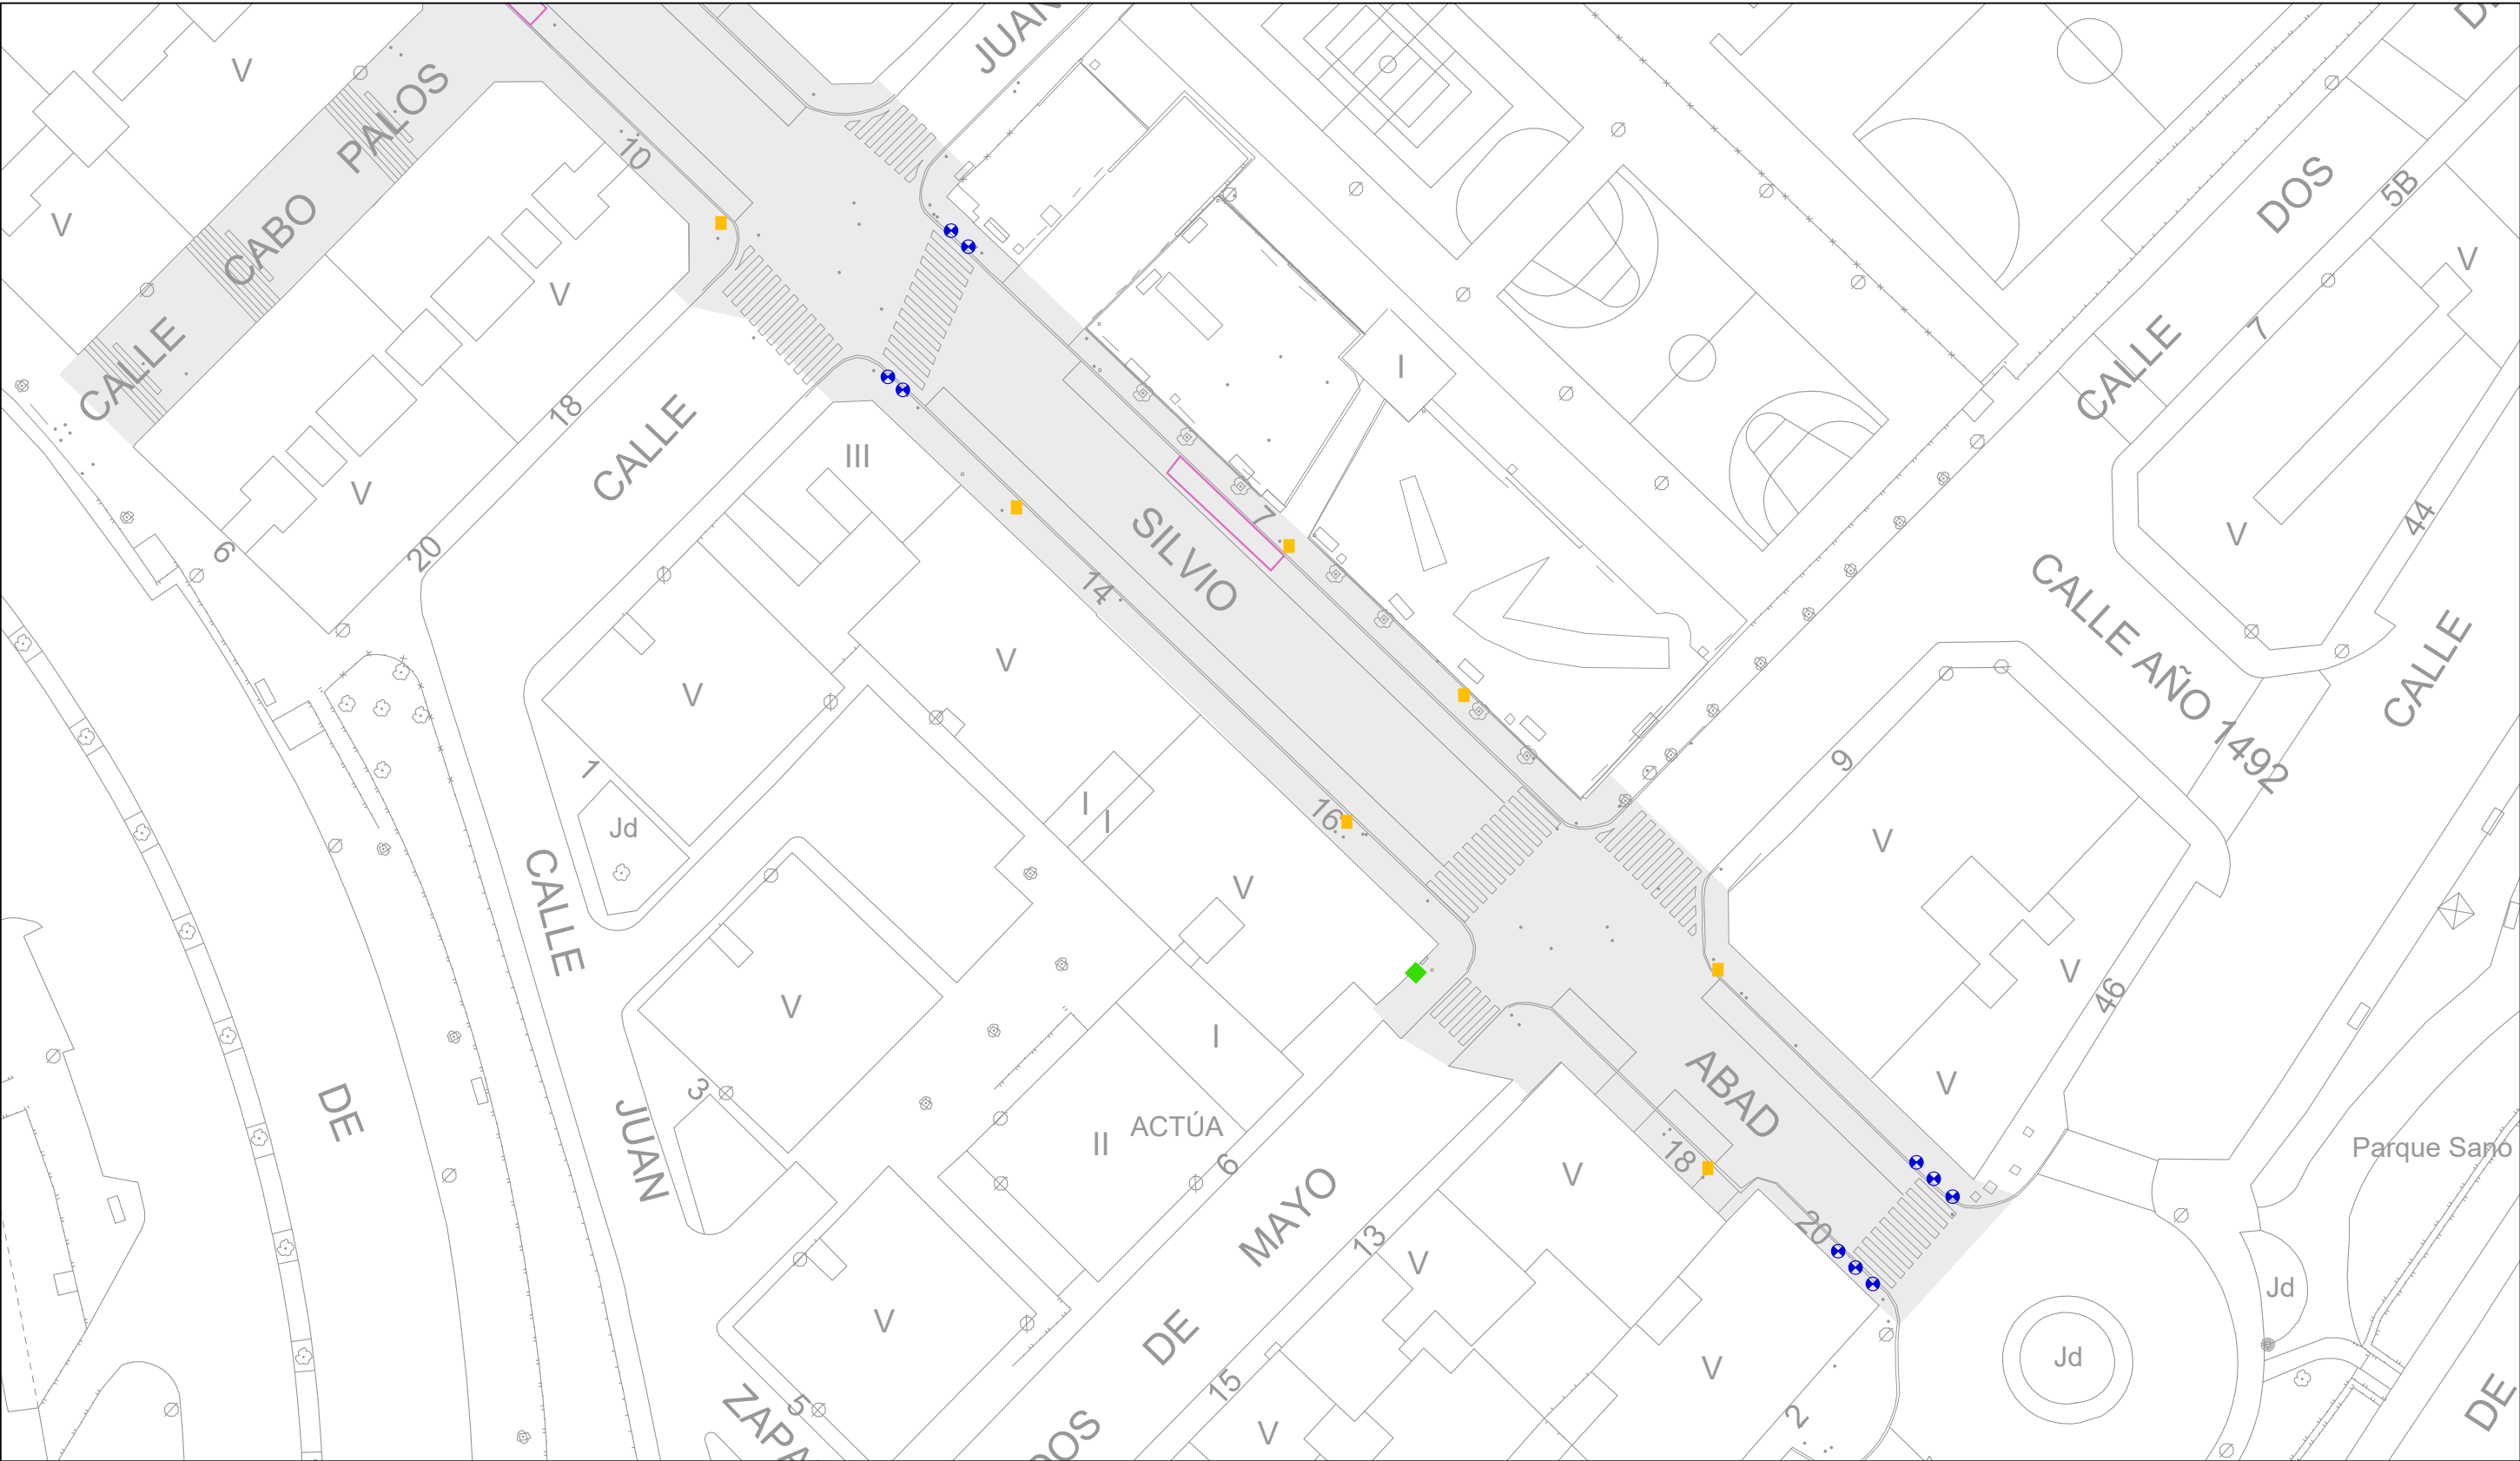 JUAN
V
CALLE CABO PALOS
10
DOS
5B
V
V
V
CALLE
7
I
18
CALLE
III
V
SILVIO
7
6
20
14
V
44
CALLE AÑO 1492
CALLE
V
V
1
Jd
I
I
16
V
9
V
V
46
CALLE
V
3
I
ACTÚA
II
6
ABAD
V
DE
JUAN
18
V
Parque Sano
20
MAYO
13
V
Jd
V
DE
15
V
Jd
5
V
2
DE